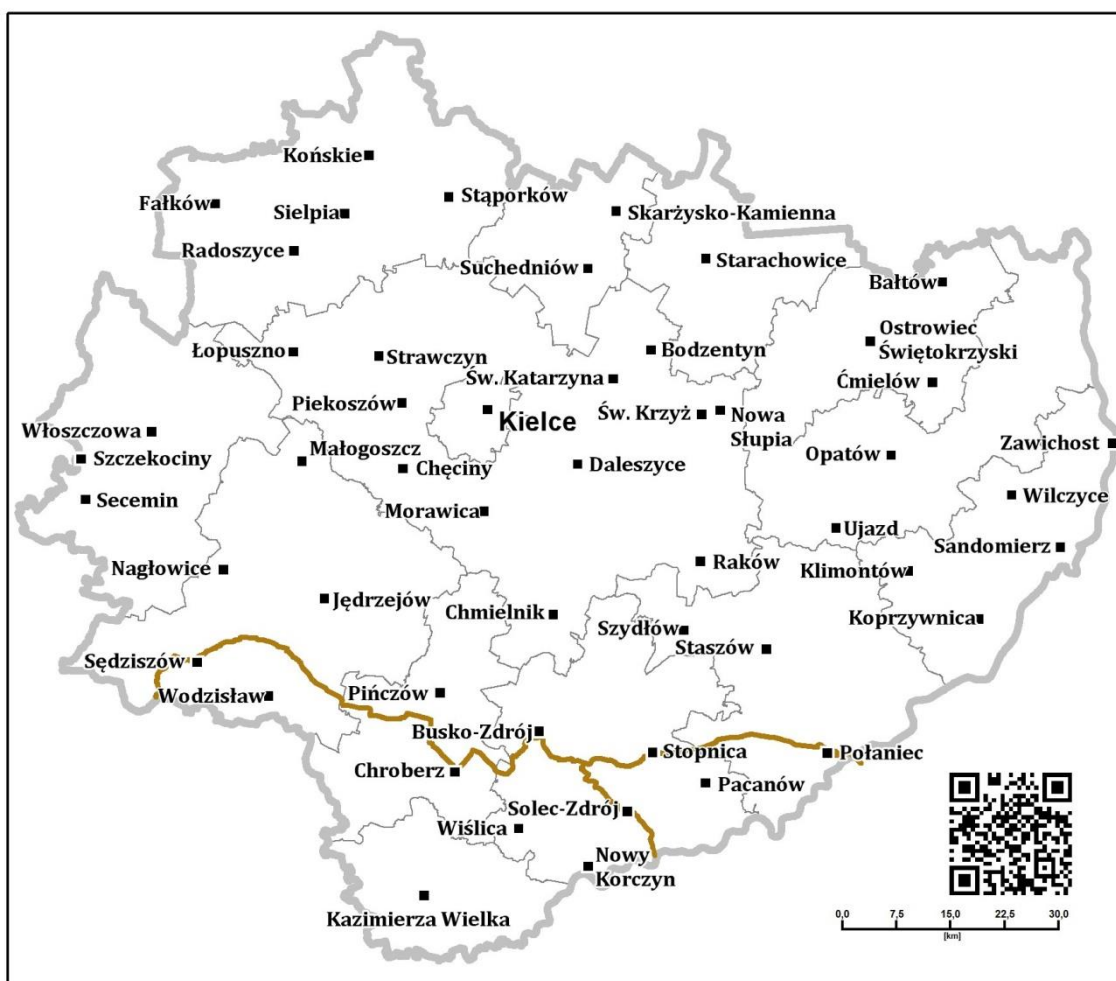 Końskie
Stąporków
Fałków
Sielpia
Skarżysko-Kamienna
Radoszyce
Starachowice
Suchedniów
Bałtów
Ostrowiec
Świętokrzyski
Łopuszno
Strawczyn
Bodzentyn
Św. Katarzyna
Ćmielów
Piekoszów
Kielce
Św. Krzyż
Nowa
Słupia
Włoszczowa
Zawichost
Małogoszcz
Szczekociny
Chęciny
Daleszyce
Opatów
Secemin
Wilczyce
Morawica
Ujazd
Sandomierz
Nagłowice
Raków
Klimontów
Jędrzejów
Chmielnik
Koprzywnica
Szydłów
Staszów
Sędziszów
Wodzisław
Pińczów
Busko-Zdrój
Stopnica
Połaniec
Chroberz
Pacanów
Solec-Zdrój
Wiślica
Nowy
Korczyn
Kazimierza Wielka
0,0 7,5 15,0 22,5 30,0
[km]